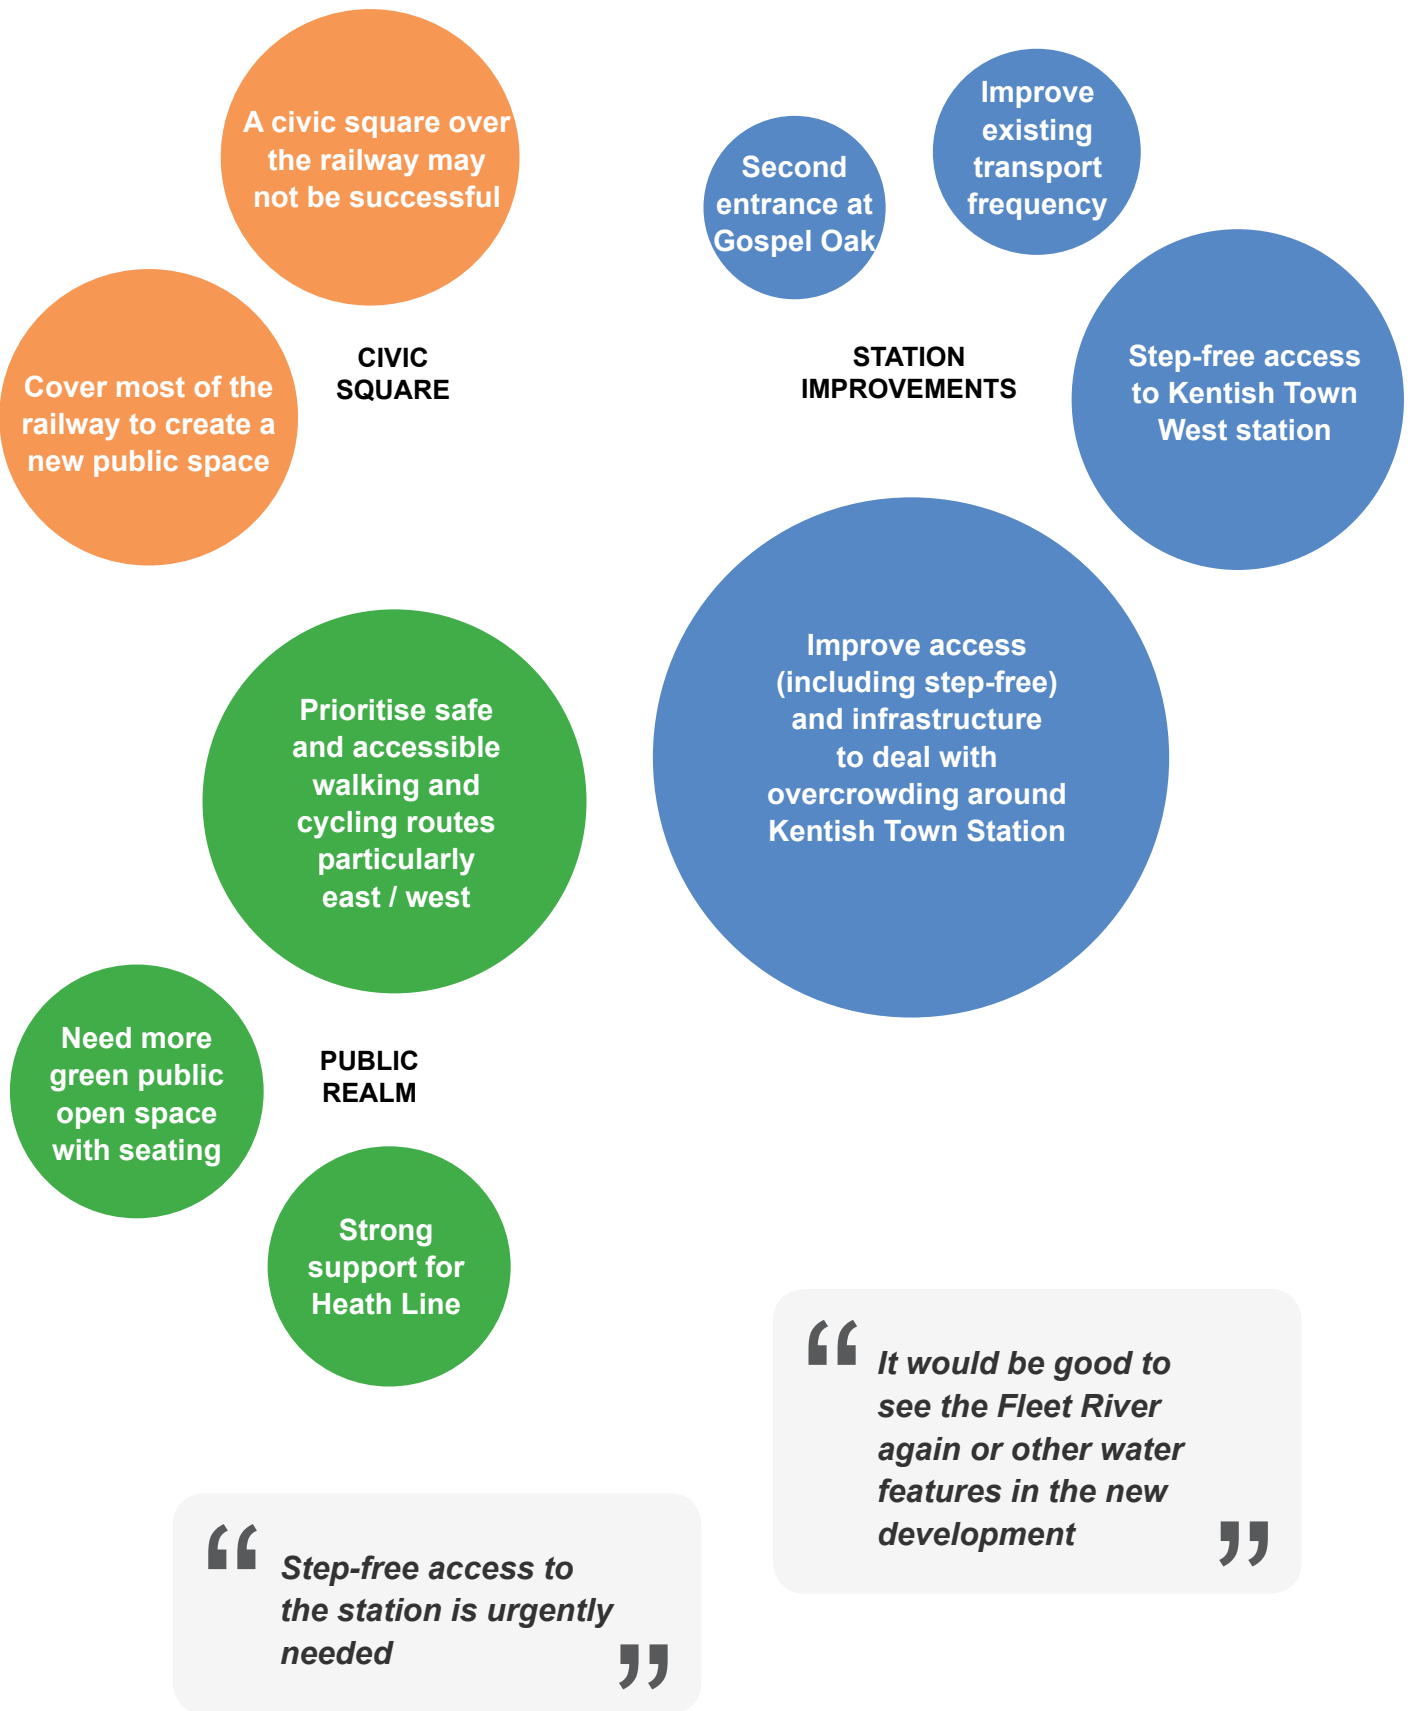 A civic square over
the railway may
not be successful
Cover most of the
railway to create a
new public space
CIVIC
SQUARE
Second
entrance at
Gospel Oak
Improve
existing
transport
frequency
STATION
IMPROVEMENTS
Step-free access
to Kentish Town
West station
Improve access
(including step-free)
and infrastructure
to deal with
overcrowding around
Kentish Town Station
Prioritise safe
and accessible
walking and
cycling routes
particularly
east / west
Need more
green public
open space
with seating
PUBLIC
REALM
Strong
support for
Heath Line
“ It would be good to
see the Fleet River
again or other water
features in the new
development ”
“ Step-free access to
the station is urgently
needed ”